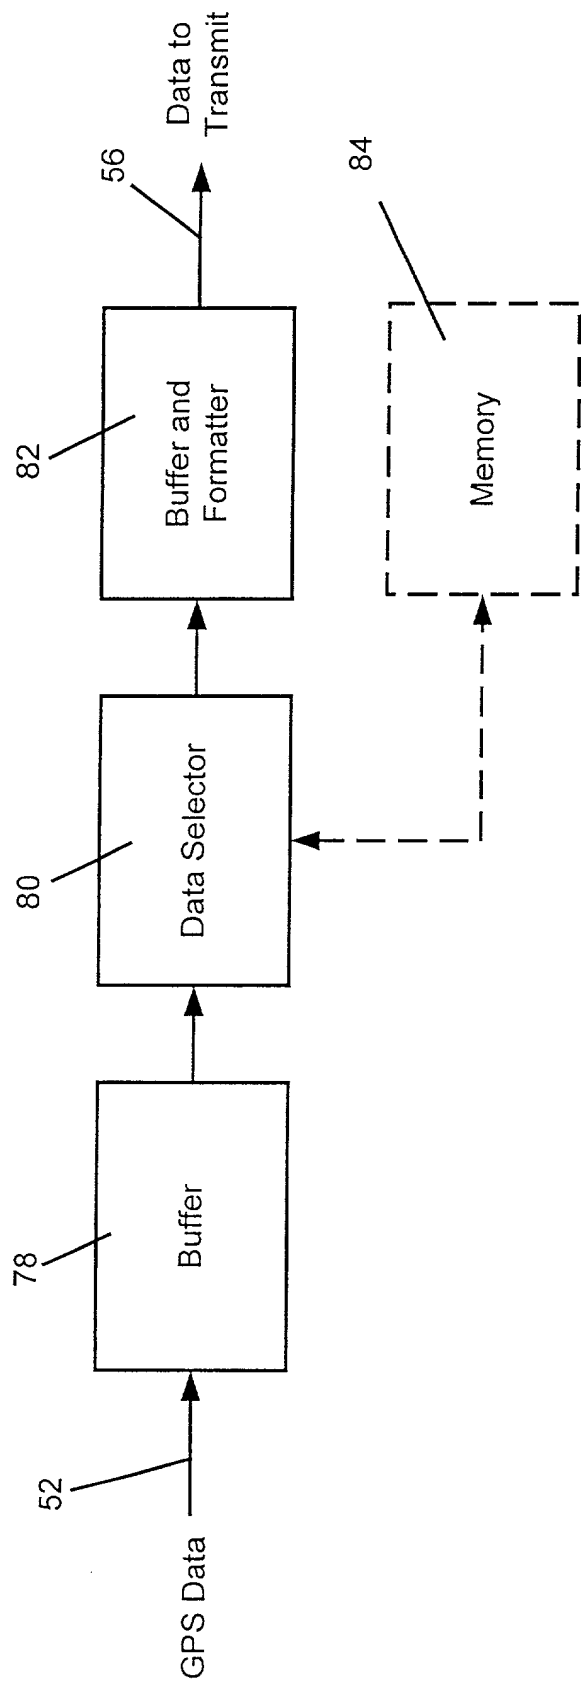 GPS Data
52
78
Buffer
80
Data Selector
82
Buffer and
Formatter
56
Data to
Transmit
84
Memory